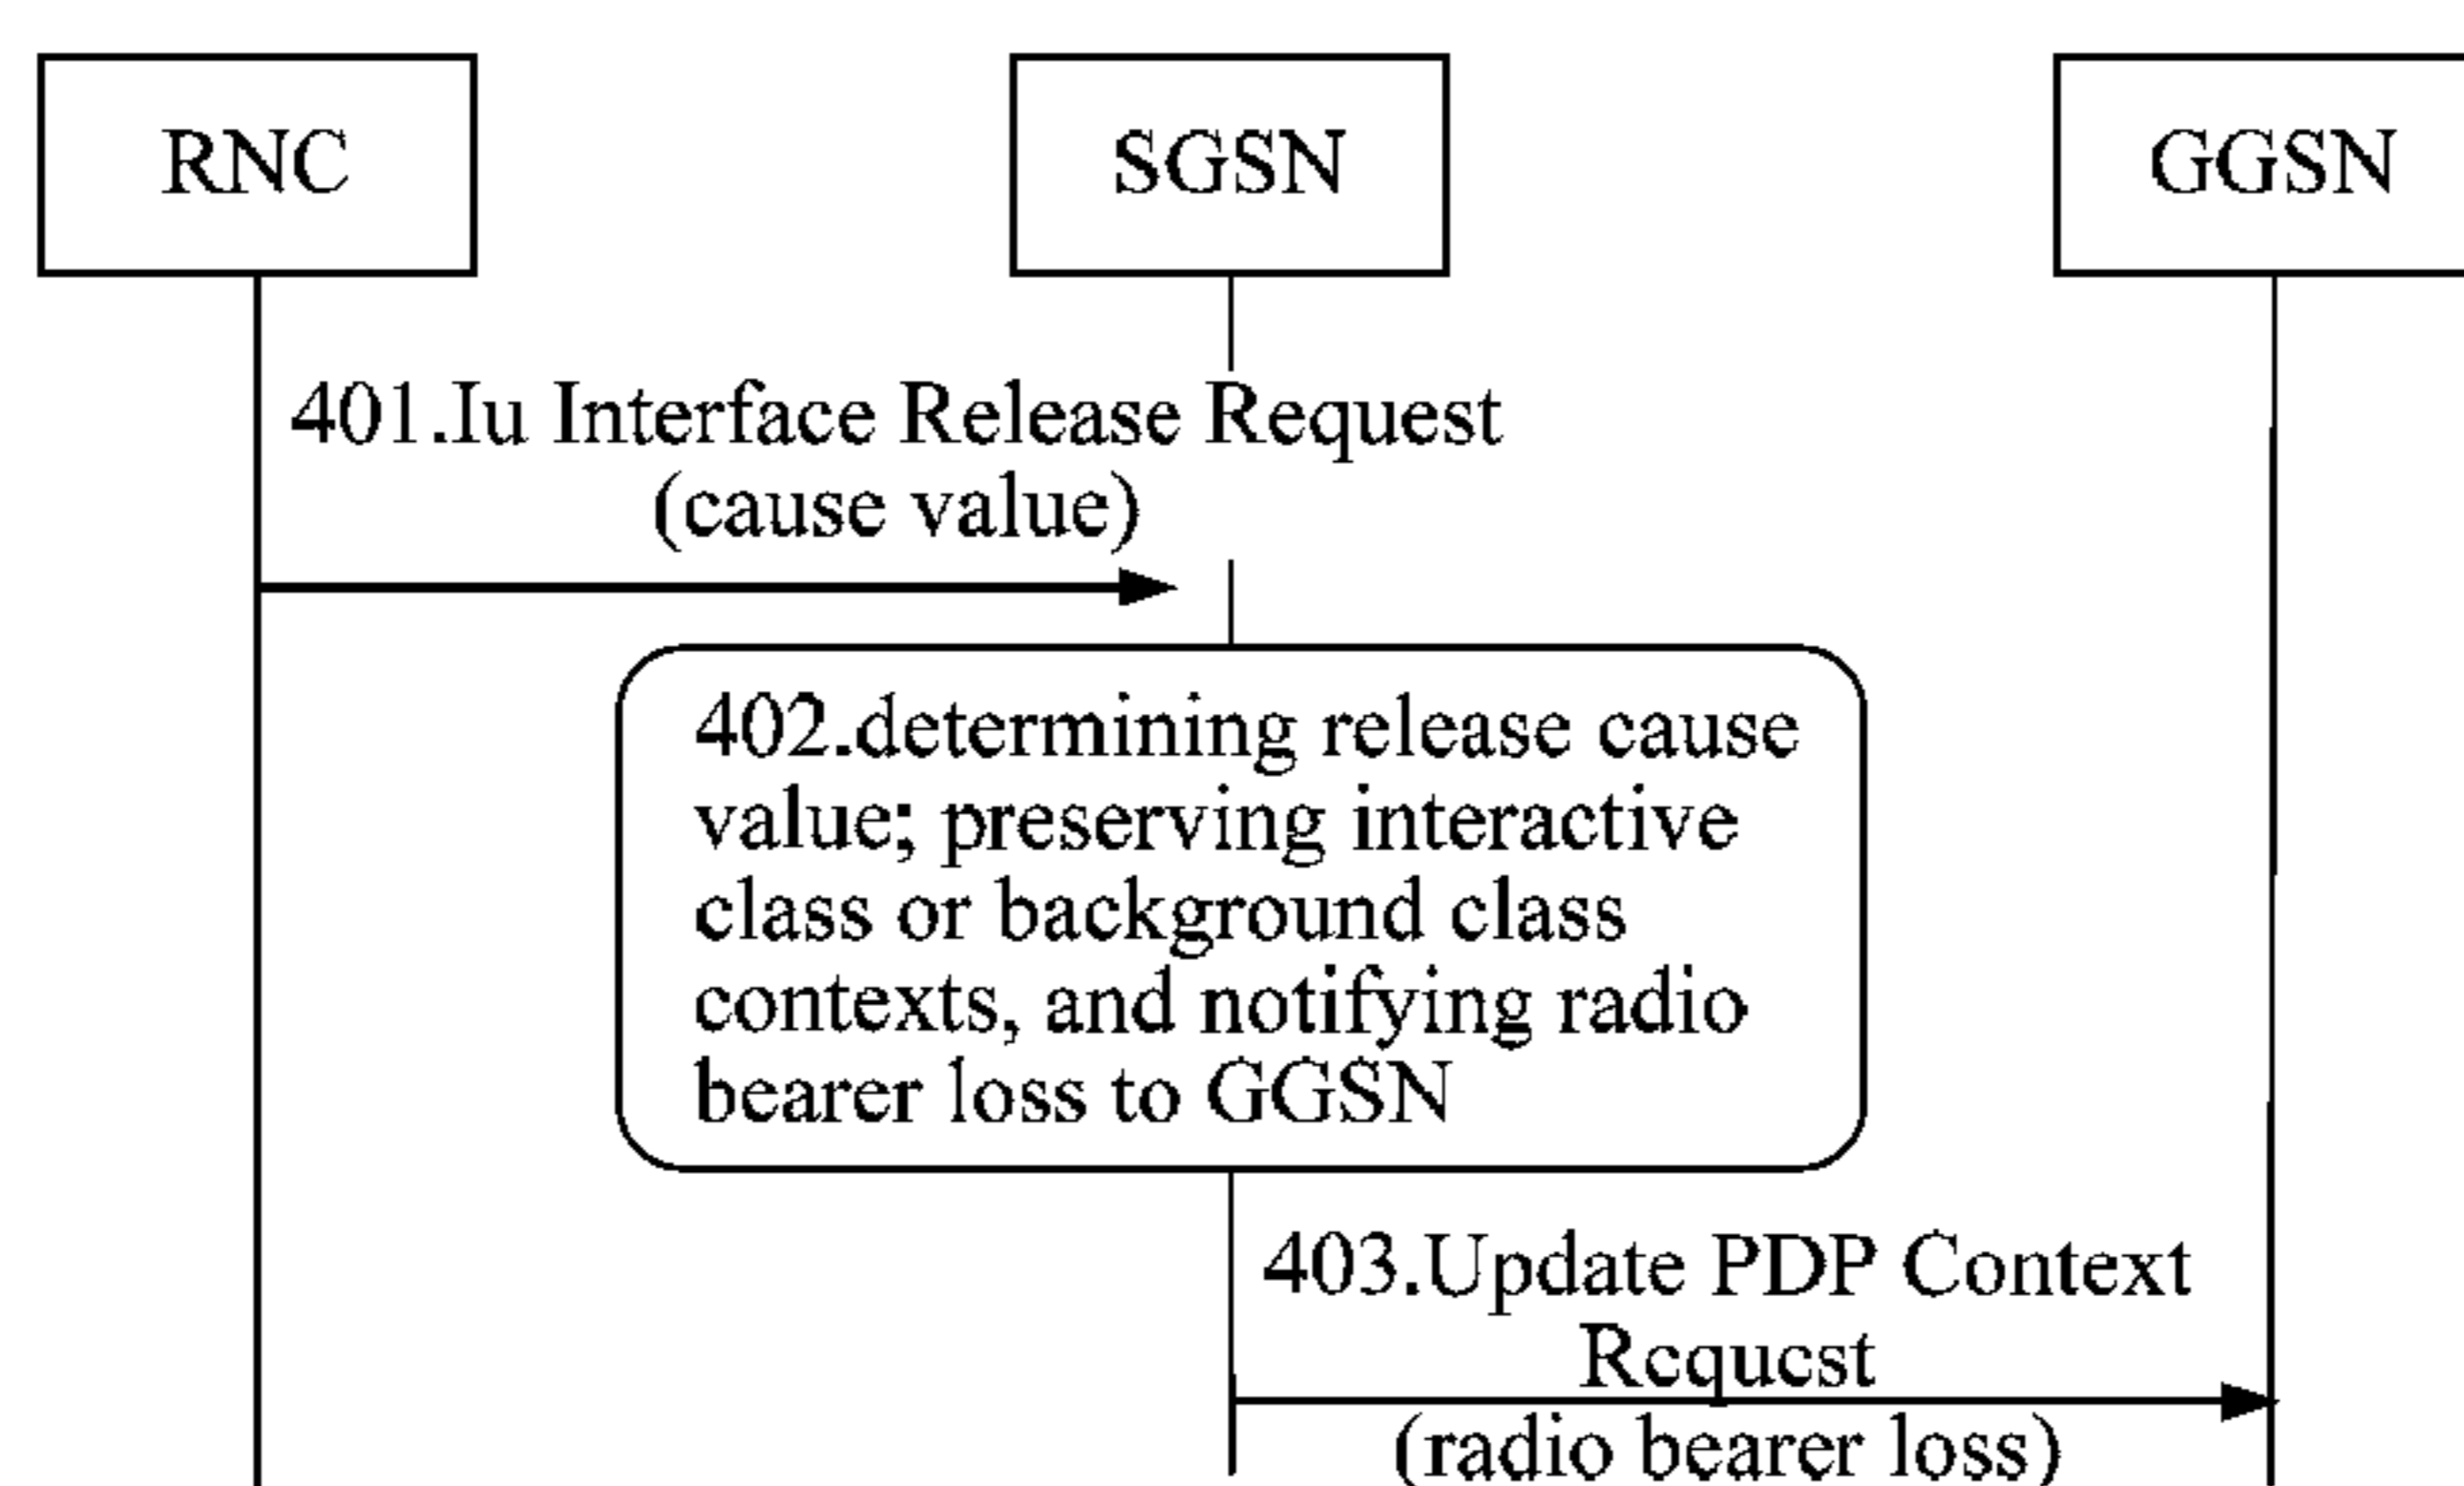 RNC
SGSN
GGSN
401.Iu Interface Release Request
(cause value)
402.determining release cause
value; preserving interactive
class or background class
contexts, and notifying radio
bearer loss to GGSN
403.Update PDP Context
Request
(radio bearer loss)